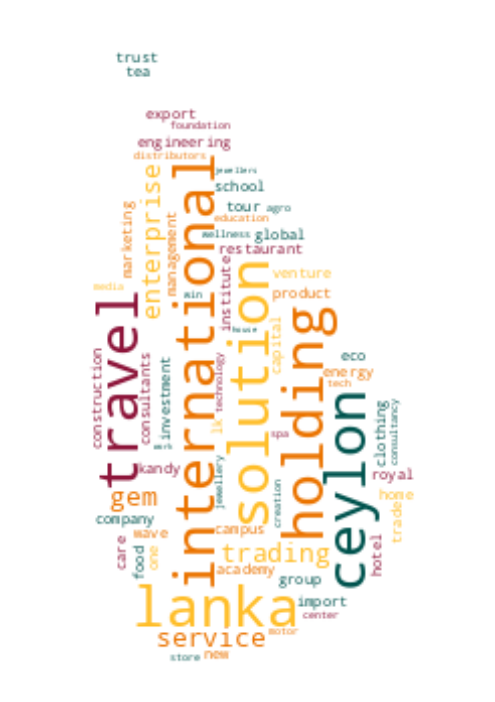 trust
tea
export
foundation
engineering
distributors
jewellers
school
enterprise
international
marketing
management
tour
agro
education
wellness
global
restaurant
institute
solution
venture
media
win
product
travel
holding
house
capital
construction
consultants
investment
technology
eco
energy
tech
ceylon
clothing
consultancy
lk
spa
kandy
jewellery
royal
gem
creation
home
trade
company
wave
campus
care
food
one
trading
hotel
academy
group
lanka
import
center
service
motor
store
new